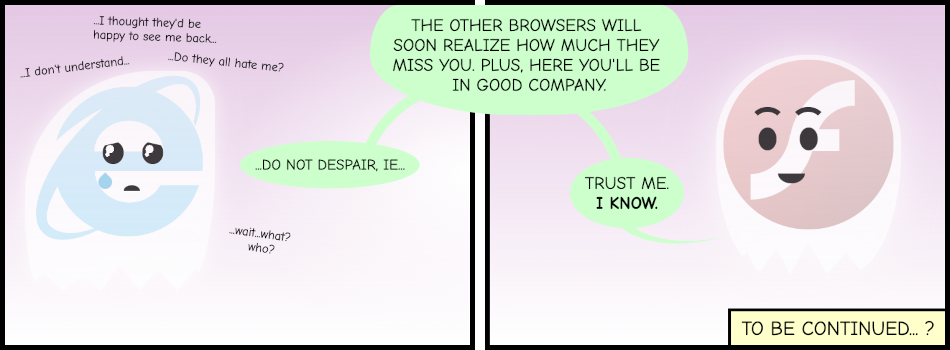 ...I thought they'd be
happy to see me back...
...I don't understand...
...Do they all hate me?
...DO NOT DESPAIR, IE...
...wait...what?
who?
THE OTHER BROWSERS WILL
SOON REALIZE HOW MUCH THEY
MISS YOU. PLUS, HERE YOU'LL BE
IN GOOD COMPANY.
TRUST ME.
I KNOW.
TO BE CONTINUED... ?